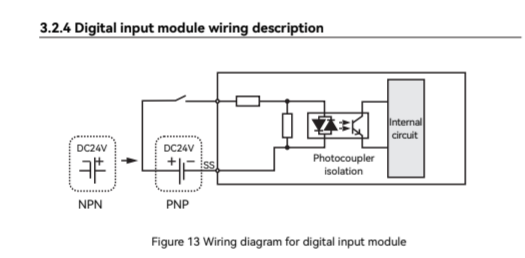 3.2.4 Digital input module wiring description
DC24V
+
NPN
DC24V
+ −
SS
PNP
Photocoupler
isolation
Internal
circuit
Figure 13 Wiring diagram for digital input module